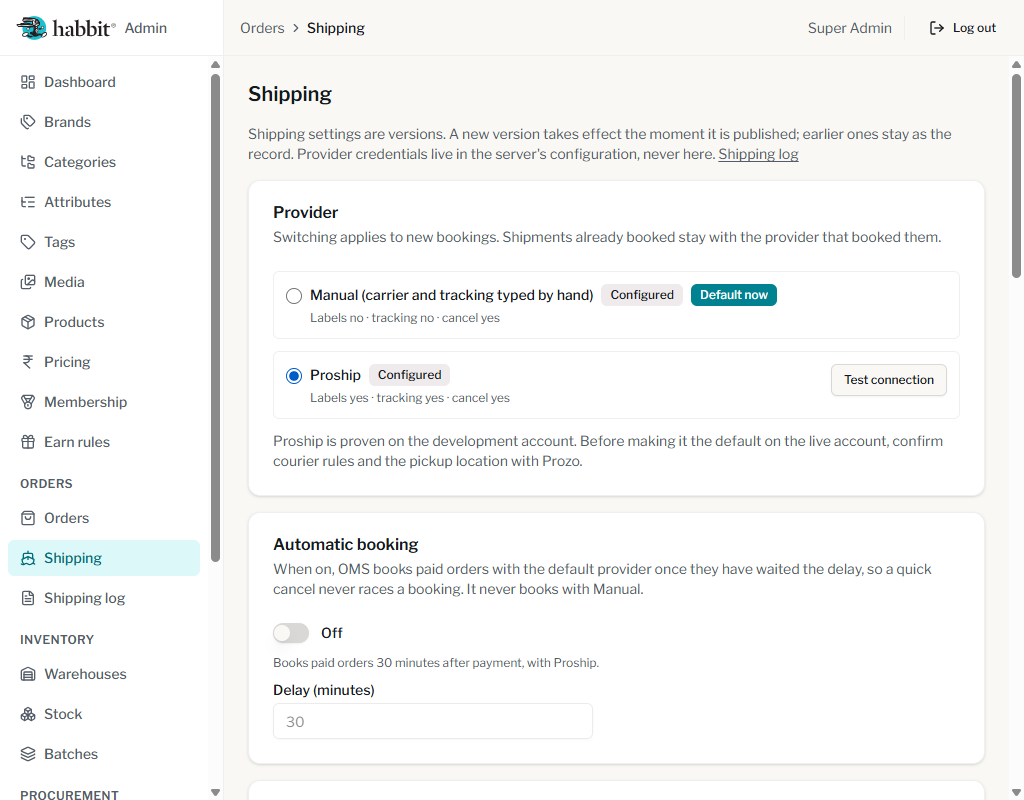 habbit® Admin
Orders > Shipping
Super Admin
Log out
Dashboard
Brands
Categories
Attributes
Tags
Media
Products
Pricing
Membership
Earn rules
ORDERS
Orders
Shipping
Shipping log
INVENTORY
Warehouses
Stock
Batches
PROCUREMENT
Shipping
Shipping settings are versions. A new version takes effect the moment it is published; earlier ones stay as the
record. Provider credentials live in the server's configuration, never here. Shipping log
Provider
Switching applies to new bookings. Shipments already booked stay with the provider that booked them.
Manual (carrier and tracking typed by hand) Configured Default now
Labels no · tracking no · cancel yes
Proship Configured
Labels yes · tracking yes · cancel yes
Test connection
Proship is proven on the development account. Before making it the default on the live account, confirm
courier rules and the pickup location with Prozo.
Automatic booking
When on, OMS books paid orders with the default provider once they have waited the delay, so a quick
cancel never races a booking. It never books with Manual.
Off
Books paid orders 30 minutes after payment, with Proship.
Delay (minutes)
30